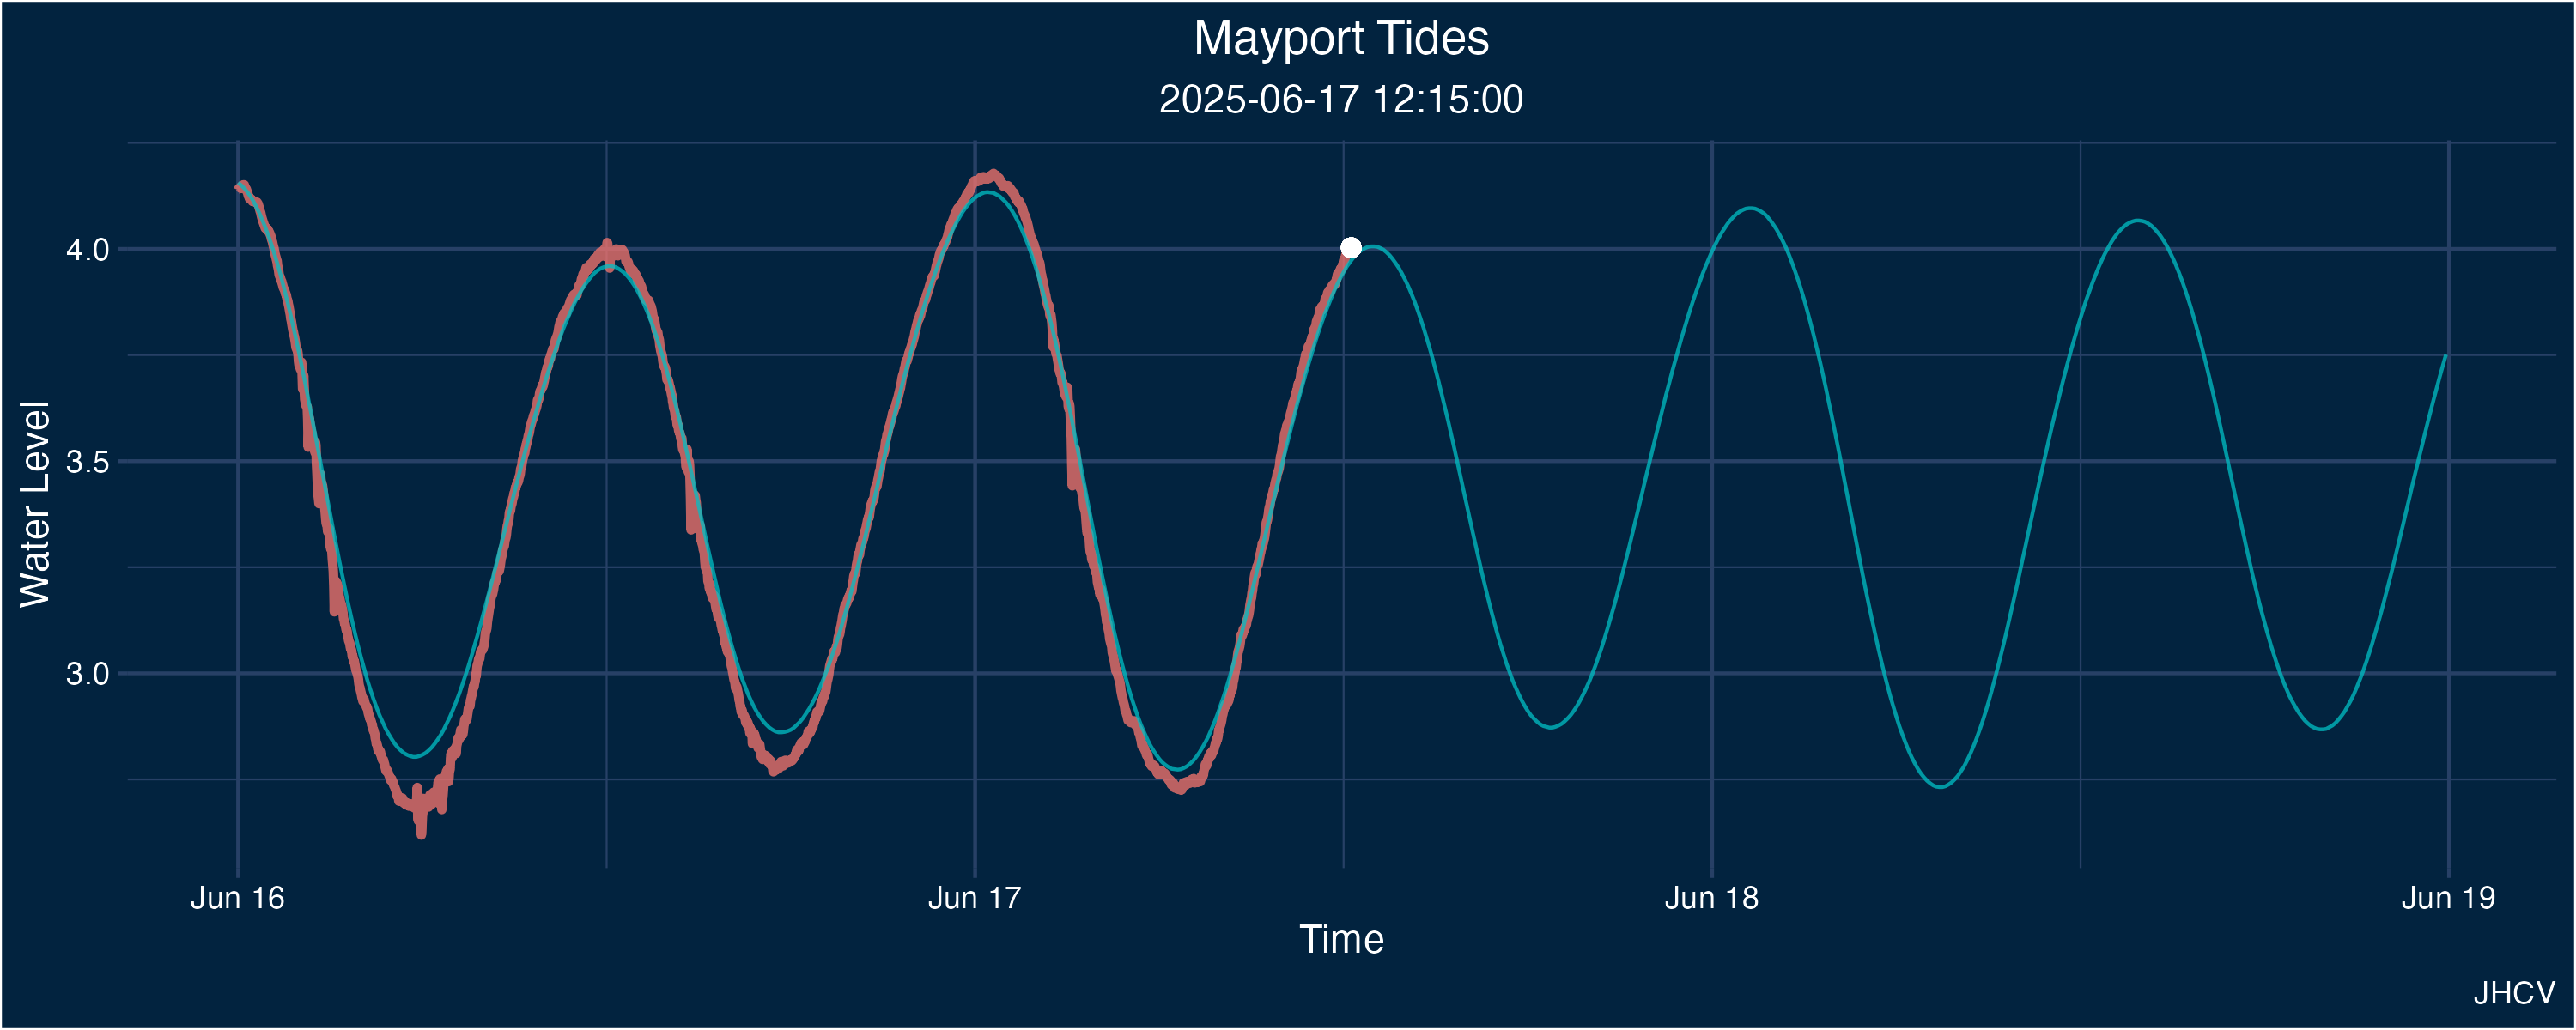 Mayport Tides
2025-06-17 12:15:00
Water Level
4.0
3.5
3.0
Jun 16
Jun 17
Jun 18
Jun 19
Time
JHCV